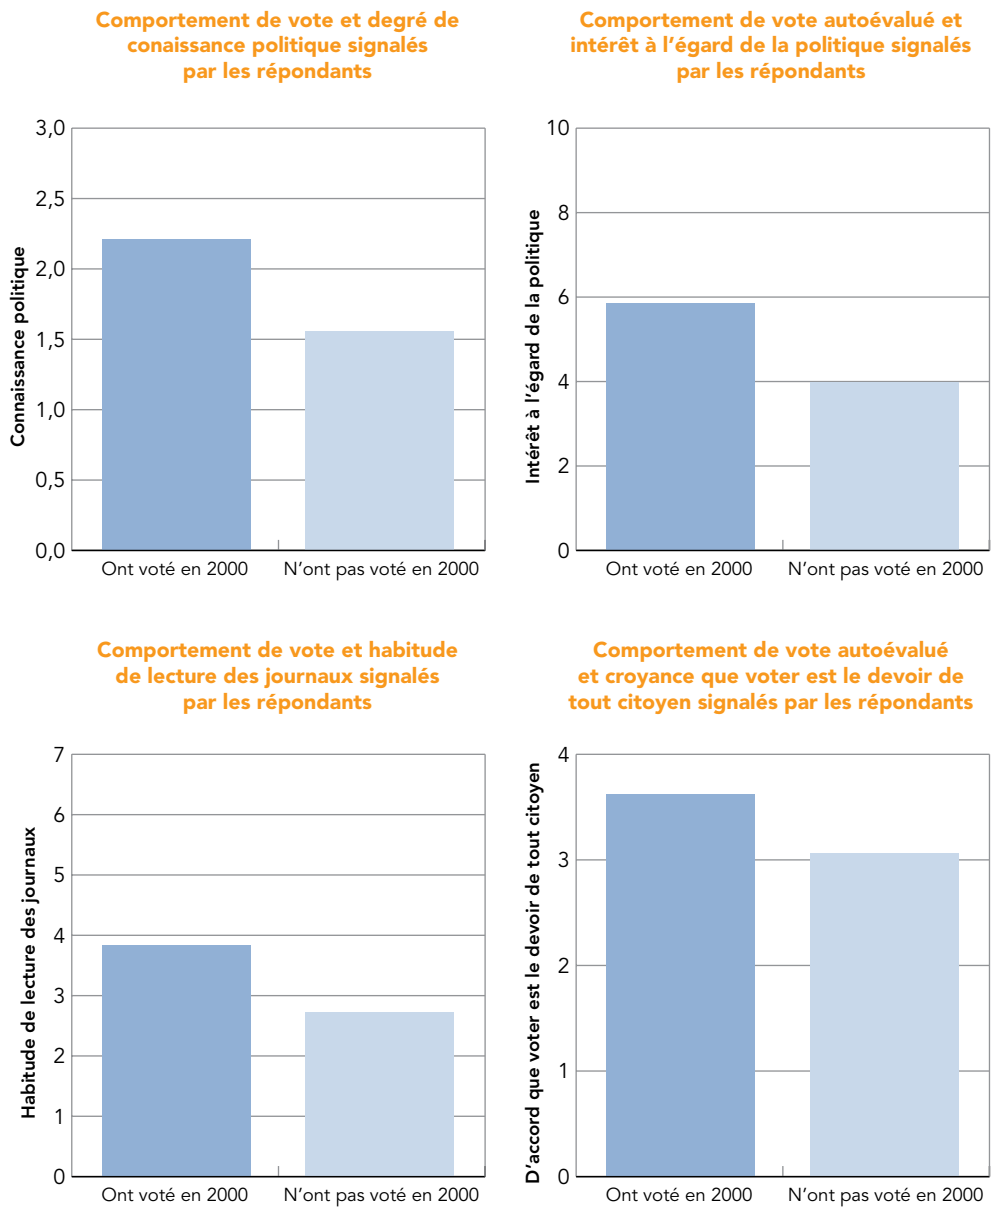 Comportement de vote et degré de
conaissance politique signalés
par les répondants
3,0
2,5
2,0
1,5
1,0
0,5
0,0
Connaissance politique
Ont voté en 2000
N'ont pas voté en 2000
Comportement de vote autoévalué et
intérêt à l'égard de la politique signalés
par les répondants
10
8
6
4
2
0
Intérêt à l'égard de la politique
Ont voté en 2000
N'ont pas voté en 2000
Comportement de vote et habitude
de lecture des journaux signalés
par les répondants
7
6
5
4
3
2
1
0
Habitude de lecture des journaux
Ont voté en 2000
N'ont pas voté en 2000
Comportement de vote autoévalué
et croyance que voter est le devoir de
tout citoyen signalés par les répondants
4
3
2
1
0
D'accord que voter est le devoir de tout citoyen
Ont voté en 2000
N'ont pas voté en 2000